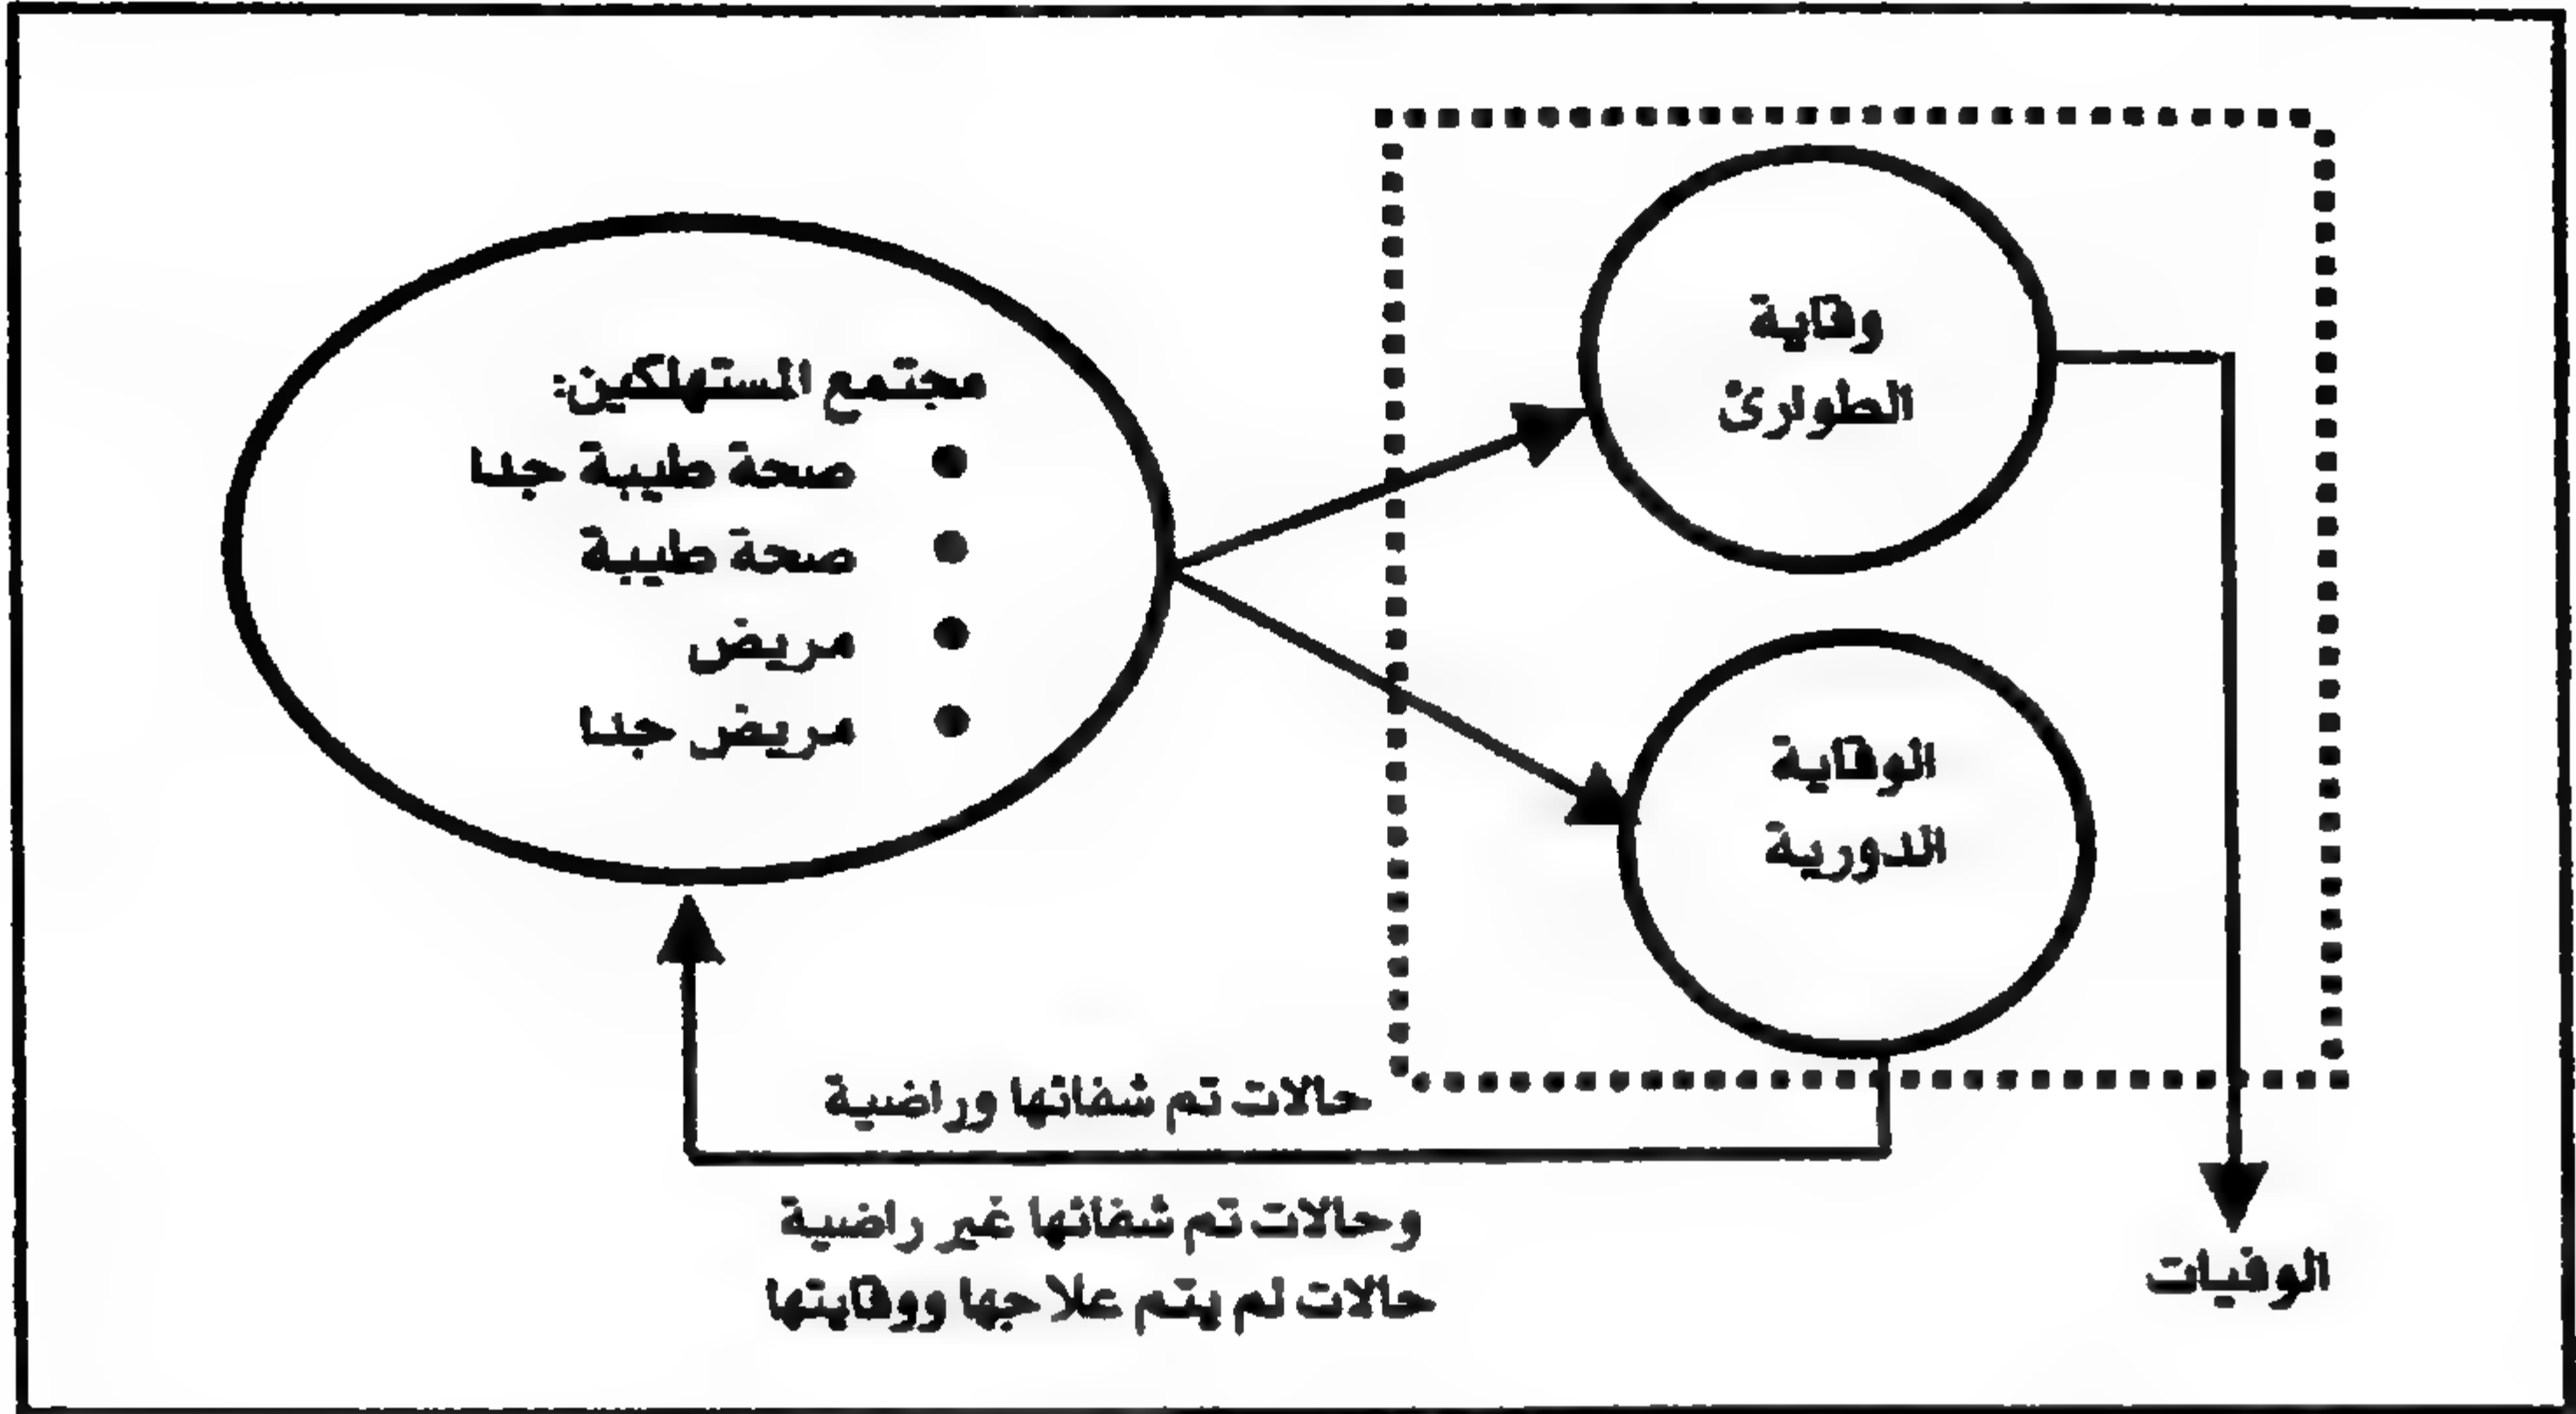 وقاية
الطوارئ
مجتمع المستهلكين:
• صحة طيبة جدا
• صحة طيبة
• مريض
• مريض جدا
الوقاية
الدورية
حالات تم شفائها وراضية
وحالات تم شفائها غير راضية
حالات لم يتم علاجها ووقايتها
الوفيات